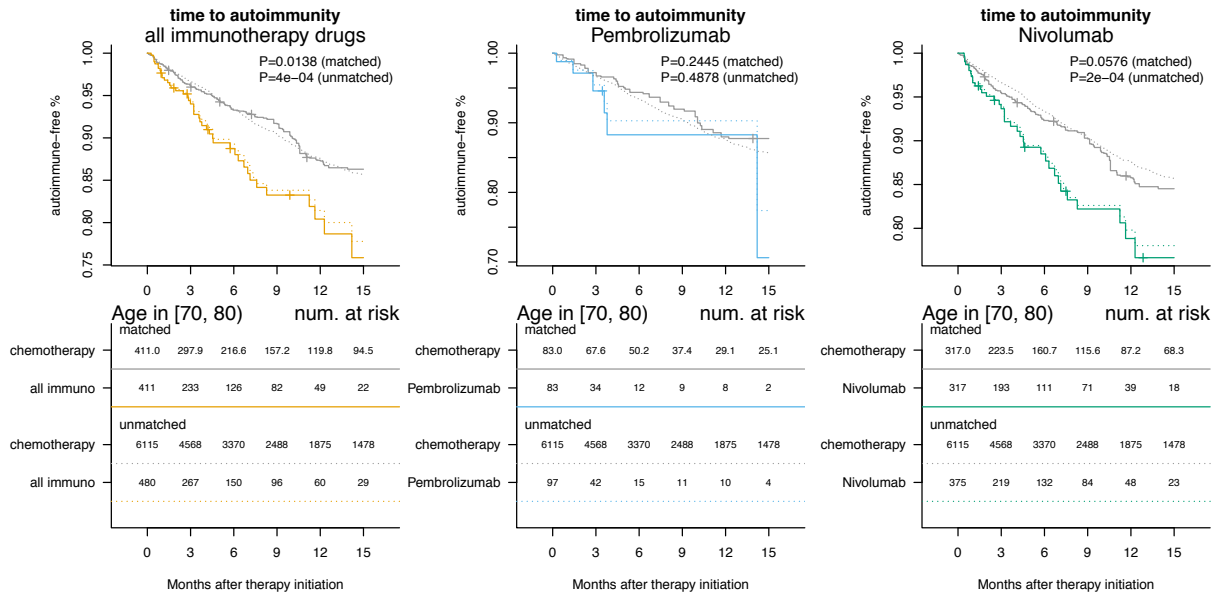 time to autoimmunity
all immunotherapy drugs
P=0.0138 (matched)
P=4e−04 (unmatched)
autoimmune−free %
1.00
0.95
0.90
0.85
0.80
0.75
0 3 6 9 12 15
Age in [70, 80) num. at risk
matched
chemotherapy 411.0 297.9 216.6 157.2 119.8 94.5
all immuno 411 233 126 82 49 22
unmatched
chemotherapy 6115 4568 3370 2488 1875 1478
all immuno 480 267 150 96 60 29
0 3 6 9 12 15
Months after therapy initiation
time to autoimmunity
Pembrolizumab
P=0.2445 (matched)
P=0.4878 (unmatched)
autoimmune−free %
1.00
0.90
0.80
0.70
0 3 6 9 12 15
Age in [70, 80) num. at risk
matched
chemotherapy 83.0 67.6 50.2 37.4 29.1 25.1
Pembrolizumab 83 34 12 9 8 2
unmatched
chemotherapy 6115 4568 3370 2488 1875 1478
Pembrolizumab 97 42 15 11 10 4
0 3 6 9 12 15
Months after therapy initiation
time to autoimmunity
Nivolumab
P=0.0576 (matched)
P=2e−04 (unmatched)
autoimmune−free %
1.00
0.95
0.90
0.85
0.80
0 3 6 9 12 15
Age in [70, 80) num. at risk
matched
chemotherapy 317.0 223.5 160.7 115.6 87.2 68.3
Nivolumab 317 193 111 71 39 18
unmatched
chemotherapy 6115 4568 3370 2488 1875 1478
Nivolumab 375 219 132 84 48 23
0 3 6 9 12 15
Months after therapy initiation